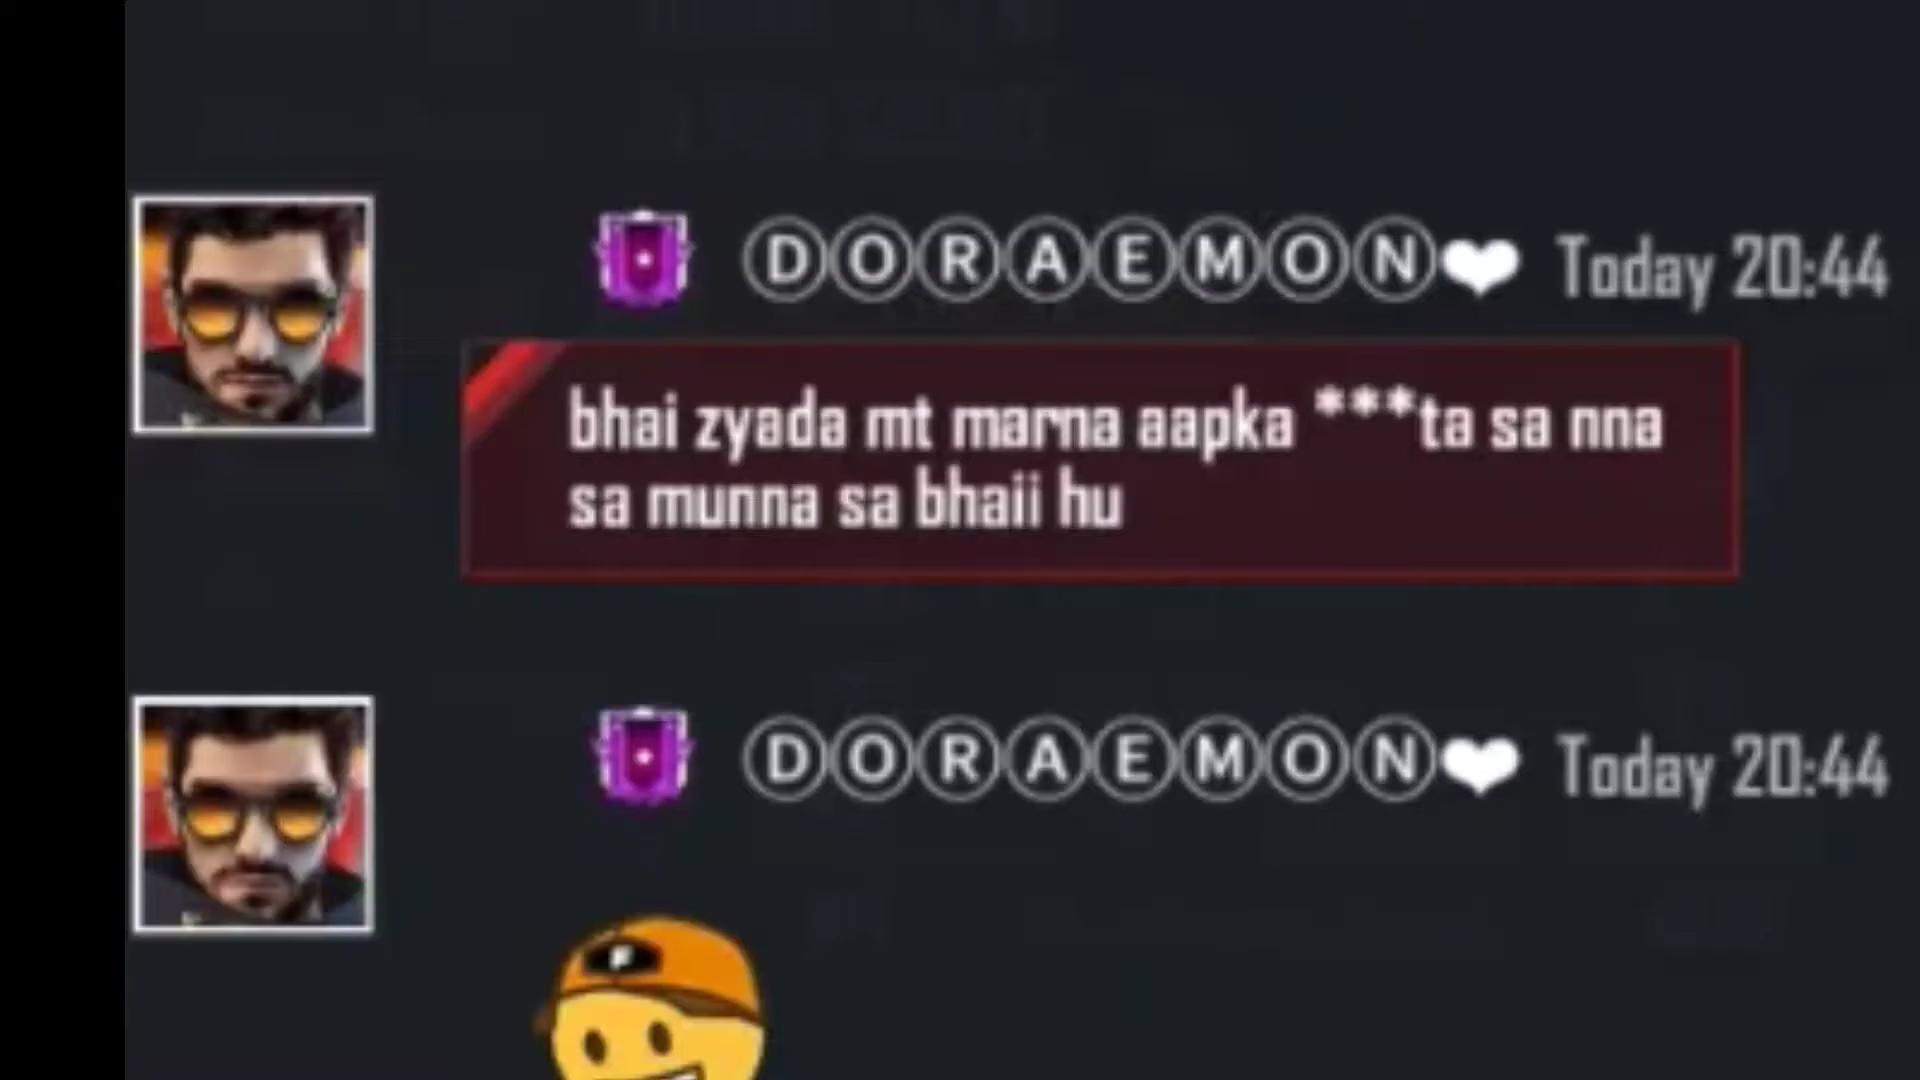 ⒹⓄⓇⒶⒺⓂⓄⓃ❤ Today 20:44
bhai zyada mt marna aapka ***ta sa nna
sa munna sa bhaii hu
ⒹⓄⓇⒶⒺⓂⓄⓃ❤ Today 20:44
F